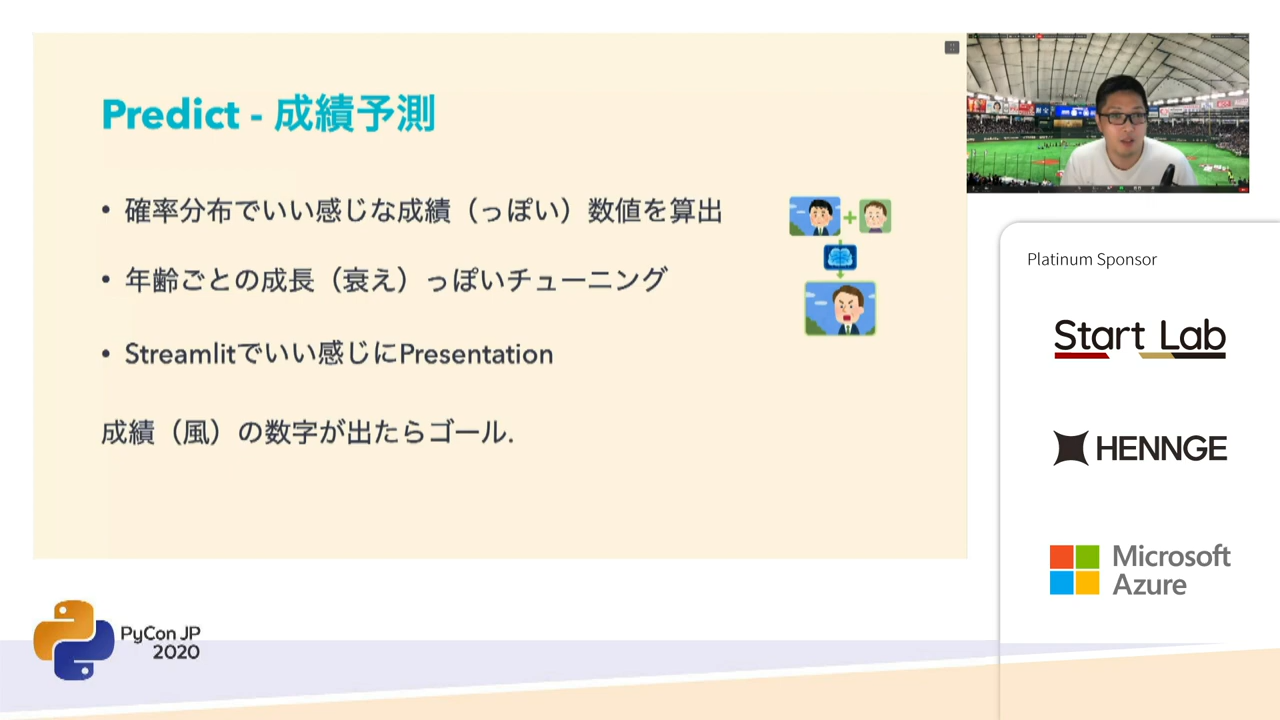 Predict - 成績予測
• 確率分布でいい感じな成績（っぽい）数値を算出
• 年齢ごとの成長（衰え）っぽいチューニング
• Streamlitでいい感じにPresentation
成績（風）の数字が出たらゴール.
Platinum Sponsor
Start Lab
HENNGE
Microsoft
Azure
PyCon JP
2020